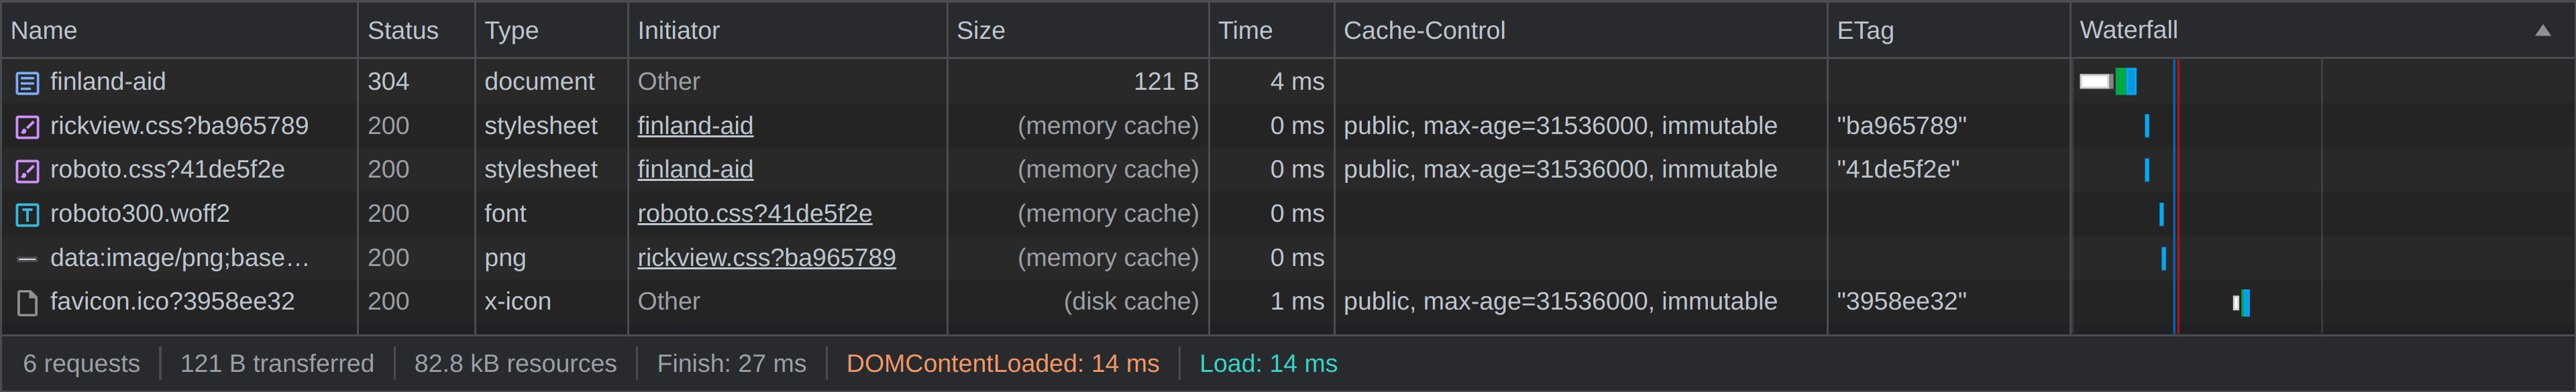 Name Status Type Initiator Size Time Cache-Control ETag Waterfall
finland-aid 304 document Other 121 B 4 ms
rickview.css?ba965789 200 stylesheet finland-aid (memory cache) 0 ms public, max-age=31536000, immutable "ba965789"
roboto.css?41de5f2e 200 stylesheet finland-aid (memory cache) 0 ms public, max-age=31536000, immutable "41de5f2e"
roboto300.woff2 200 font roboto.css?41de5f2e (memory cache) 0 ms
data:image/png;base… 200 png rickview.css?ba965789 (memory cache) 0 ms
favicon.ico?3958ee32 200 x-icon Other (disk cache) 1 ms public, max-age=31536000, immutable "3958ee32"
6 requests 121 B transferred 82.8 kB resources Finish: 27 ms DOMContentLoaded: 14 ms Load: 14 ms